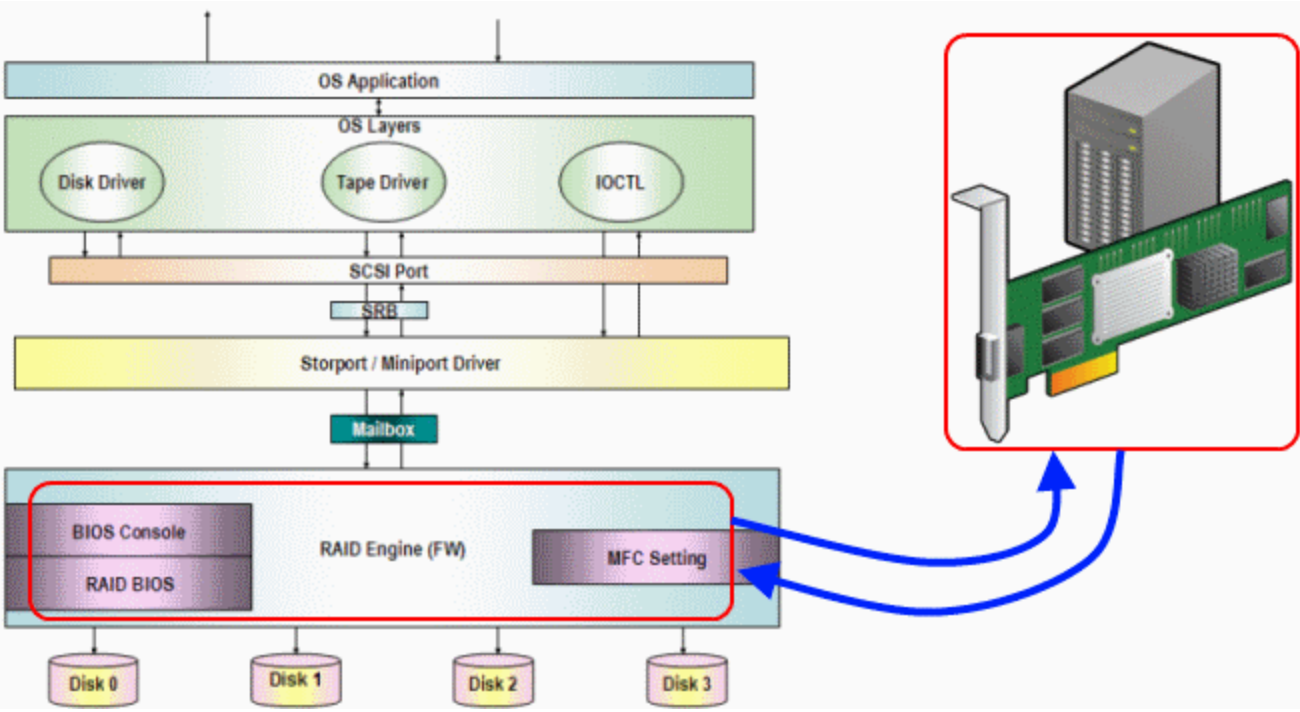 OS Application
OS Layers
Disk Driver
Tape Driver
IOCTL
SCSI Port
SRB
Storport / Miniport Driver
Mailbox
BIOS Console
RAID Engine (FW)
MFC Setting
RAID BIOS
Disk 0
Disk 1
Disk 2
Disk 3